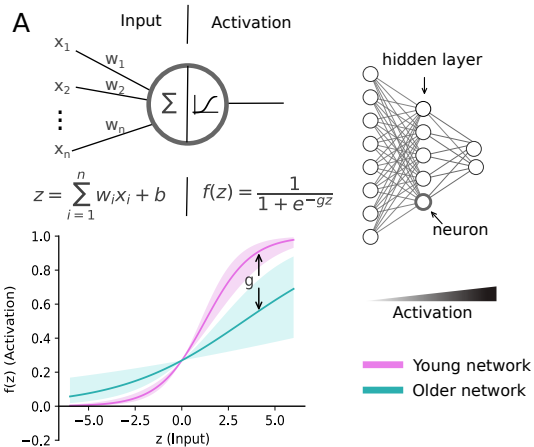 A
Input
Activation
x1
x2
⋮
xn
w1
w2
wn
∑
z = ∑ i = 1 n wixi + b
f(z) = 1 / 1 + e−gz
hidden layer
neuron
Activation
Young network
Older network
f(z) (Activation)
1.0
0.8
0.6
0.4
0.2
0.0
−0.2
g
−5.0
−2.5
0.0
2.5
5.0
z (Input)